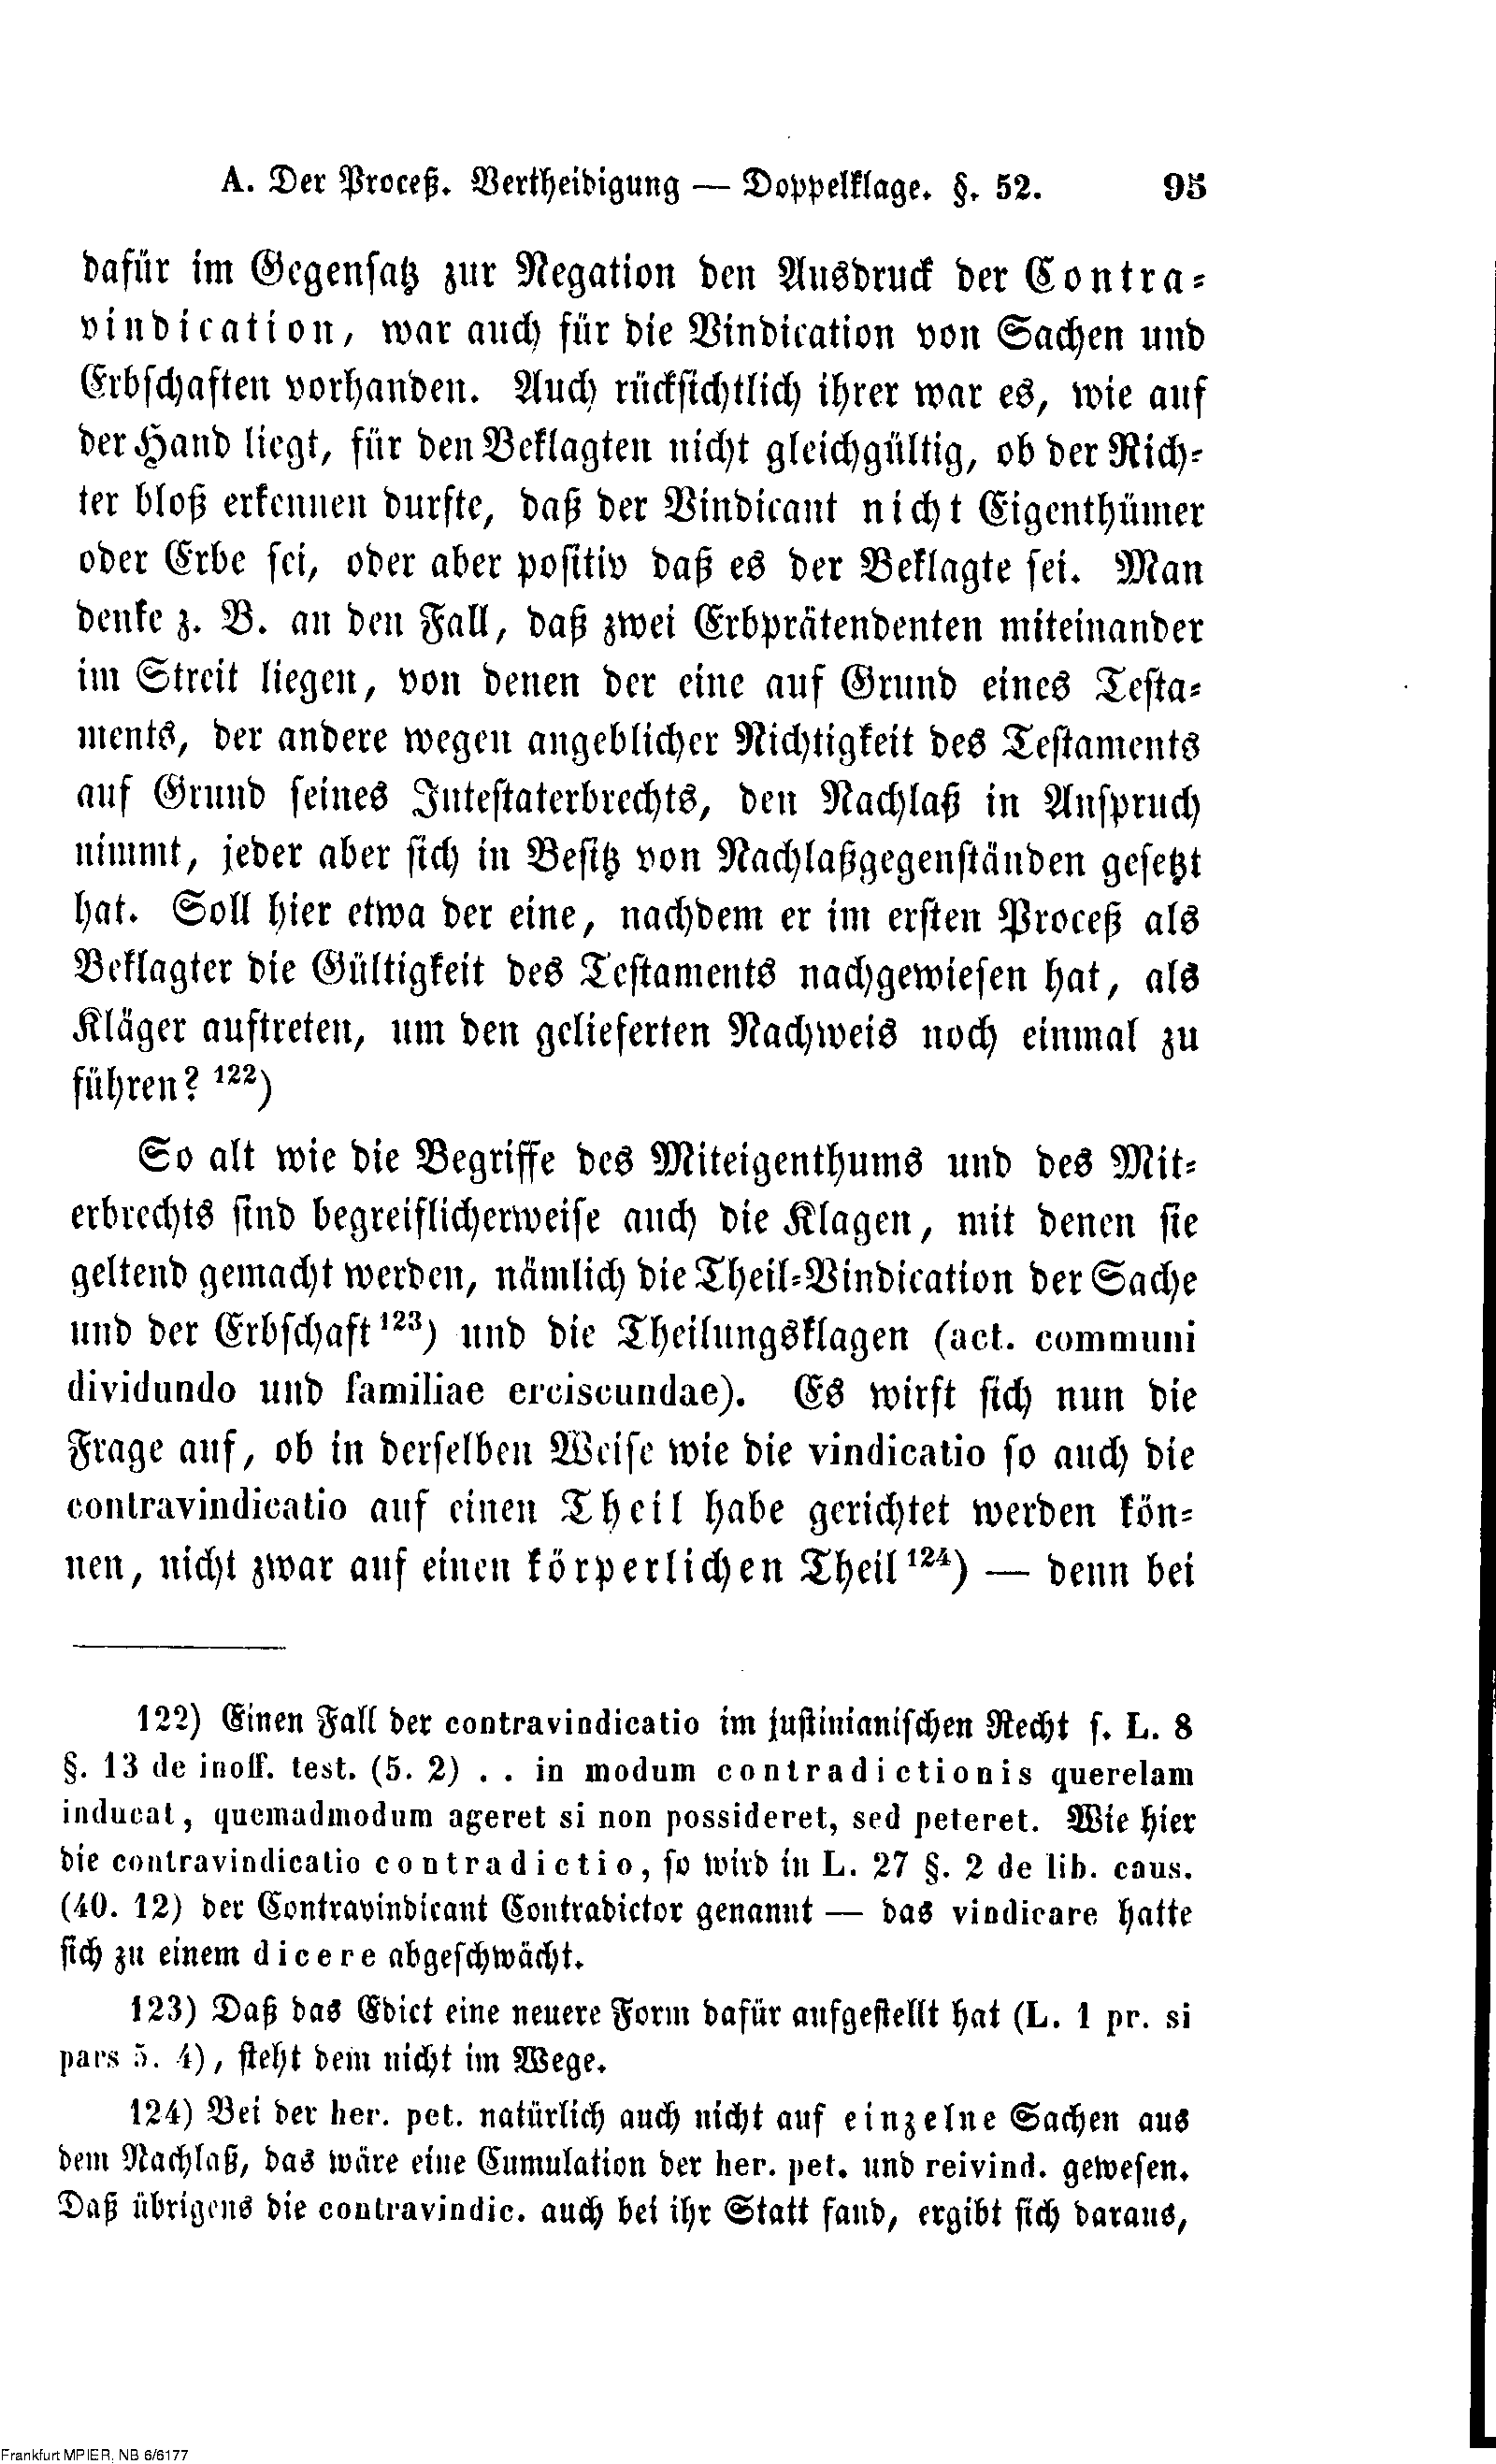 A. Der Proceß. Vertheidigung — Doppelklage. §. 52. 95
dafür im Gegensatz zur Negation den Ausdruck der Contra-
vindication, war auch für die Vindication von Sachen und
Erbschaften vorhanden. Auch rücksichtlich ihrer war es, wie auf
der Hand liegt, für den Beklagten nicht gleichgültig, ob der Rich-
ter bloß erkennen durfte, daß der Vindicant nicht Eigenthümer
oder Erbe sei, oder aber positiv daß es der Beklagte sei. Man
denke z. B. an den Fall, daß zwei Erbprätendenten miteinander
im Streit liegen, von denen der eine auf Grund eines Testa-
ments, der andere wegen angeblicher Nichtigkeit des Testaments
auf Grund seines Intestaterbrechts, den Nachlaß in Anspruch
nimmt, jeder aber sich in Besitz von Nachlaßgegenständen gesetzt
hat. Soll hier etwa der eine, nachdem er im ersten Proceß als
Beklagter die Gültigkeit des Testaments nachgewiesen hat, als
Kläger auftreten, um den gelieferten Nachweis noch einmal zu
führen? 122)
So alt wie die Begriffe des Miteigenthums und des Mit-
erbrechts sind begreiflicherweise auch die Klagen, mit denen sie
geltend gemacht werden, nämlich die Theil-Vindication der Sache
und der Erbschaft 123) und die Theilungsklagen (act. communi
dividundo und familiae erciscundae). Es wirft sich nun die
Frage auf, ob in derselben Weise wie die vindicatio so auch die
contravindicatio auf einen Theil habe gerichtet werden kön-
nen, nicht zwar auf einen körperlichen Theil 124) — denn bei
122) Einen Fall der contravindicatio im justinianischen Recht s. L. 8
§. 13 de inoff. test. (5. 2) . . in modum contradictionis querelam
inducat, quemadmodum ageret si non possideret, sed peteret. Wie hier
die contravindicatio contradictio, so wird in L. 27 §. 2 de lib. caus.
(40. 12) der Contravindicant Contradictor genannt — das vindicare hatte
sich zu einem dicere abgeschwächt.
123) Daß das Edict eine neuere Form dafür aufgestellt hat (L. 1 pr. si
pars 5. 4), steht dem nicht im Wege.
124) Bei der her. pet. natürlich auch nicht auf einzelne Sachen aus
dem Nachlaß, das wäre eine Cumulation der her. pet. und reivind. gewesen.
Daß übrigens die contravindic. auch bei ihr Statt fand, ergibt sich daraus,
Frankfurt MPIER, NB 6/6177